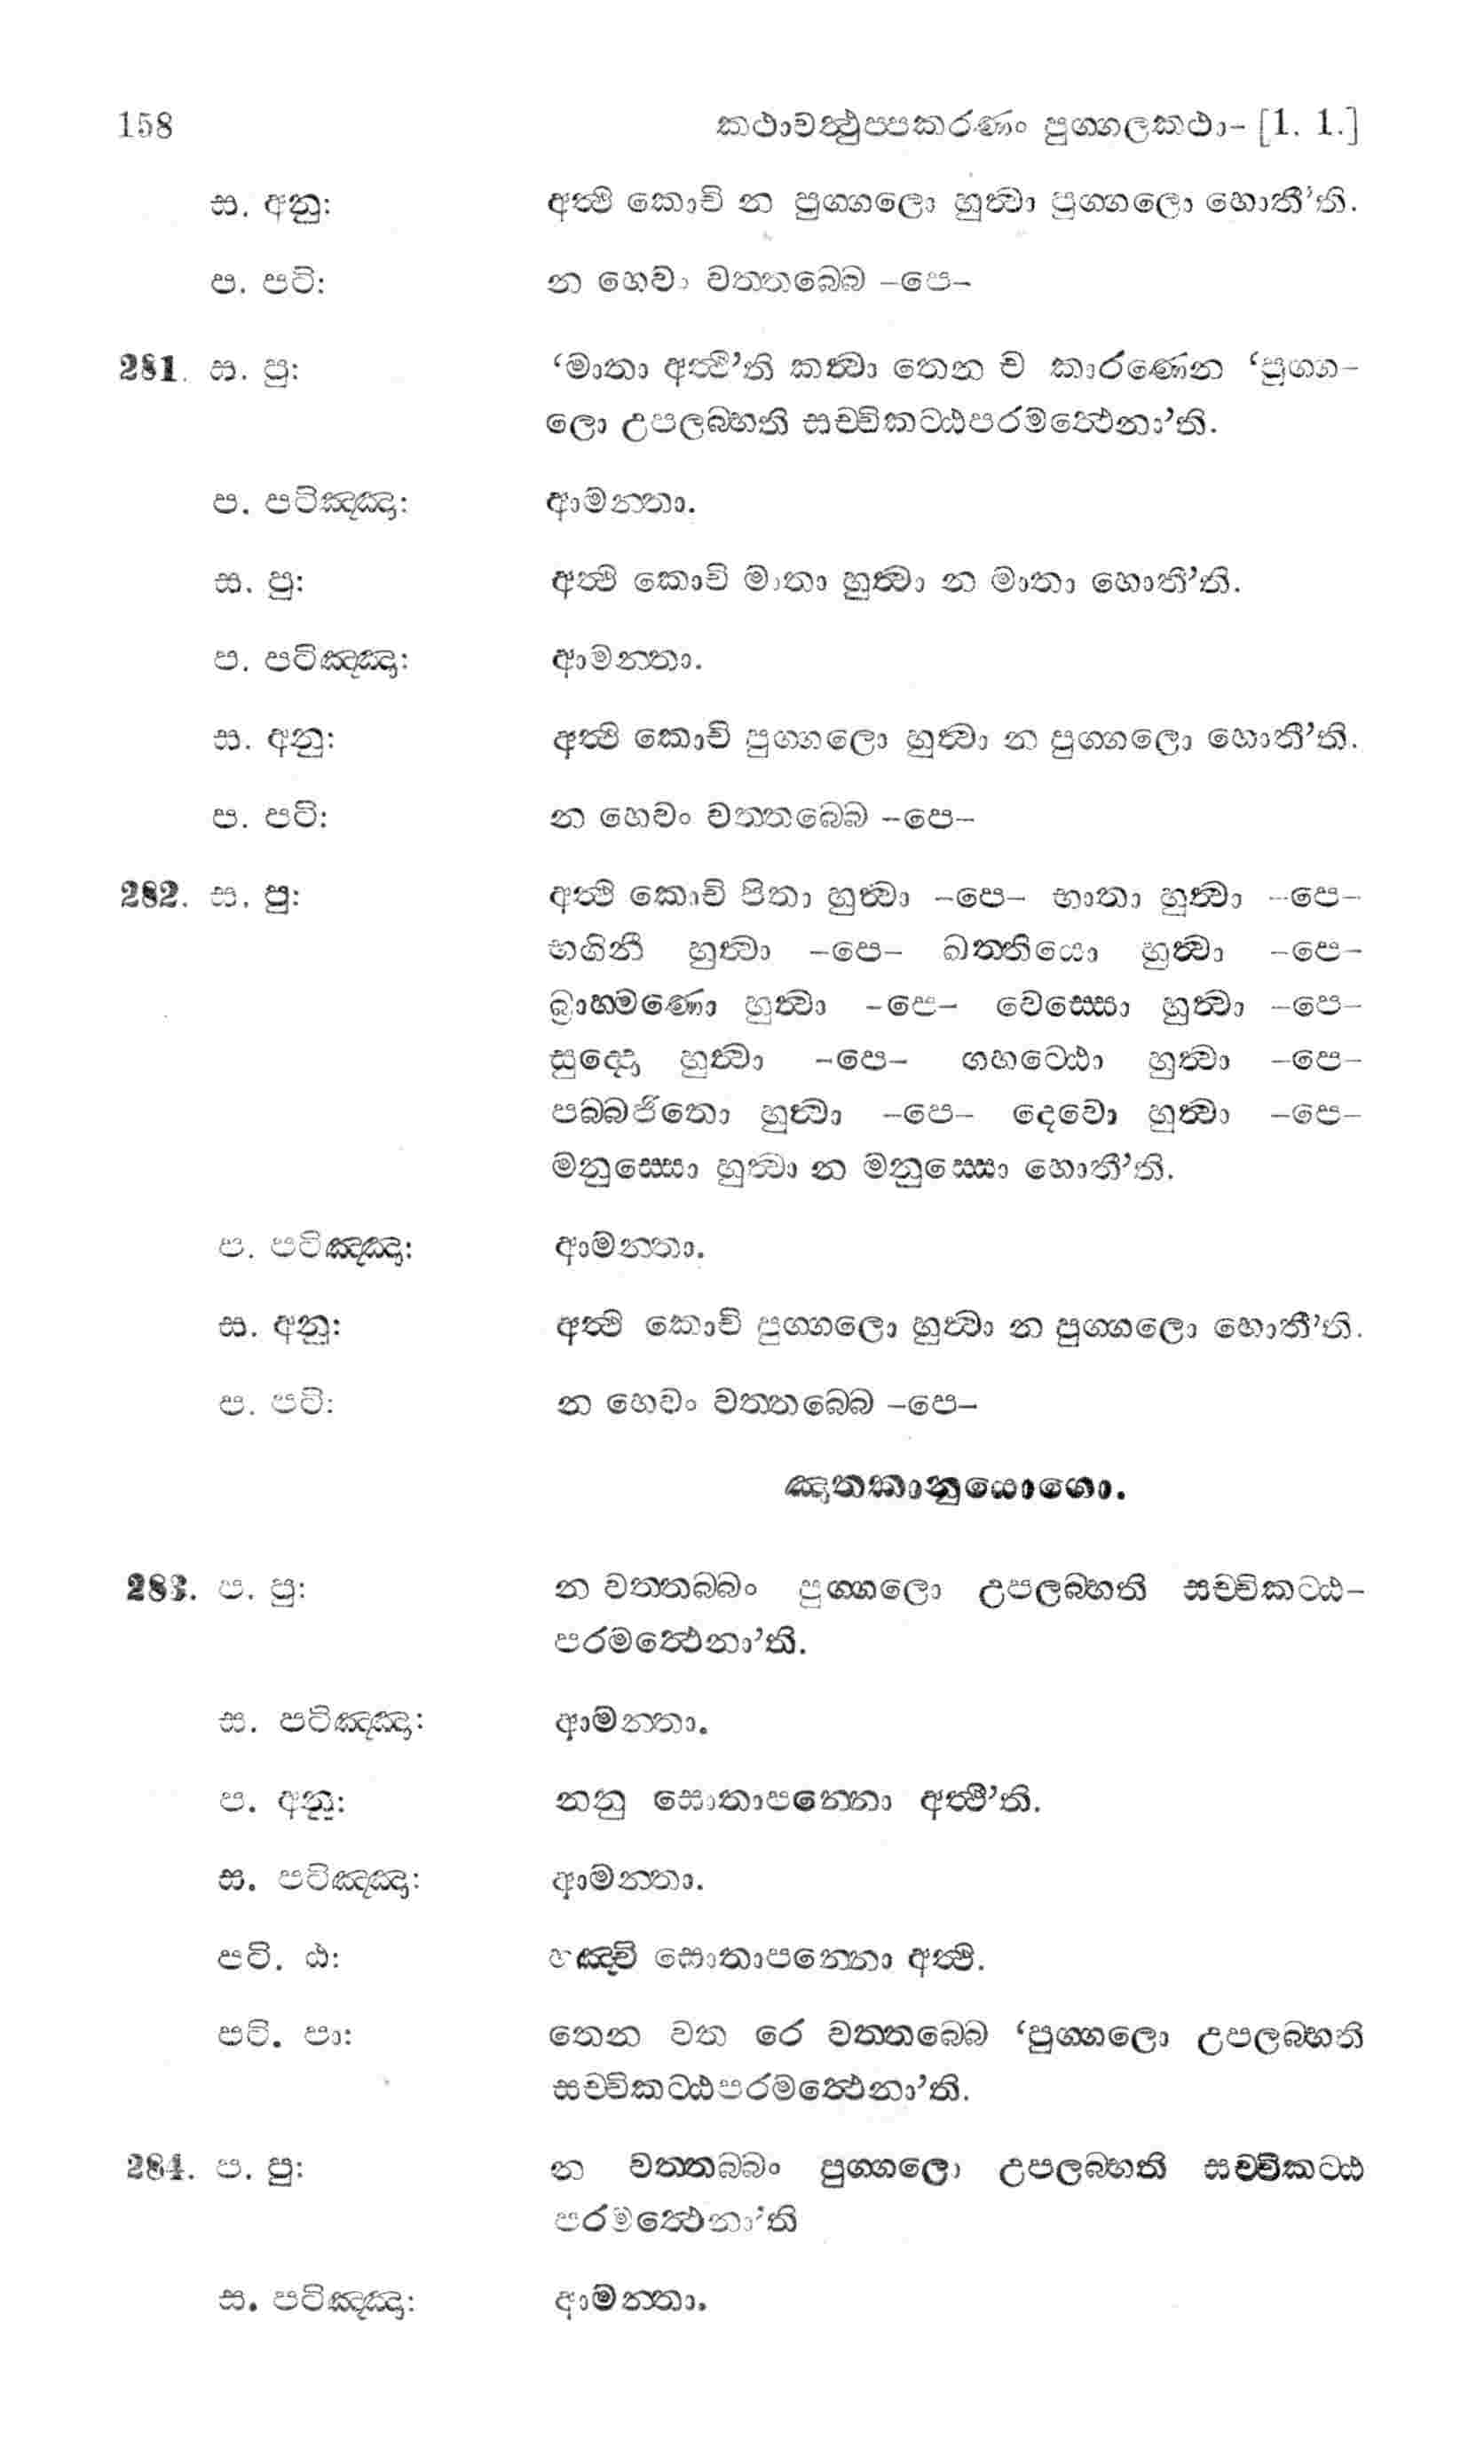 158 කථාවත්ථුප්පකරණං පුග්ගලකථා- [1. 1.]
ස. අනු: අත්ථි කොචි න පුග්ගලො හුත්වා පුග්ගලො හොතී’ති.
ප. පටි: න හෙවං වත්තබ්බෙ -පෙ-
281. ස. පු: ‘මාතා අත්ථී’ති කත්වා තෙන ච කාරණෙන ‘පුග්ග-
ලො උපලබ්භති සච්චිකට්ඨපරමත්ථෙනා’ති.
ප. පටිඤ්ඤා: ආමන්තා.
ස. පු: අත්ථි කොචි මාතා හුත්වා න මාතා හොතී’ති.
ප. පටිඤ්ඤා: ආමන්තා.
ස. අනු: අත්ථි කොචි පුග්ගලො හුත්වා න පුග්ගලො හොතී’ති.
ප. පටි: න හෙවං වත්තබ්බෙ -පෙ-
282. ස. පු: අත්ථි කොචි පිතා හුත්වා -පෙ- භාතා හුත්වා -පෙ-
භගිනී හුත්වා -පෙ- ඛත්තියො හුත්වා -පෙ-
බ්‍රාහ්මණො හුත්වා -පෙ- වෙස්සො හුත්වා -පෙ-
සුද්දො හුත්වා -පෙ- ගහට්ඨො හුත්වා -පෙ-
පබ්බජිතො හුත්වා -පෙ- දෙවො හුත්වා -පෙ-
මනුස්සො හුත්වා න මනුස්සො හොතී’ති.
ප. පටිඤ්ඤා: ආමන්තා.
ස. අනු: අත්ථි කොචි පුග්ගලො හුත්වා න පුග්ගලො හොතී’ති.
ප. පටි: න හෙවං වත්තබ්බෙ -පෙ-
ඤාතකානුයොගො.
283. ප. පු: න වත්තබ්බං පුග්ගලො උපලබ්භති සච්චිකට්ඨ-
පරමත්ථෙනා’ති.
ස. පටිඤ්ඤා: ආමන්තා.
ප. අනු: නනු සොතාපන්නො අත්ථී’ති.
ස. පටිඤ්ඤා: ආමන්තා.
පටි. ඨ: හඤ්චි සොතාපන්නො අත්ථි.
පටි. පා: තෙන වත රෙ වත්තබ්බෙ ‘පුග්ගලො උපලබ්භති
සච්චිකට්ඨපරමත්ථෙනා’ති.
284. ප. පු: න වත්තබ්බං පුග්ගලො උපලබ්භති සච්චිකට්ඨ
පරමත්ථෙනා’ති
ස. පටිඤ්ඤා: ආමන්තා.